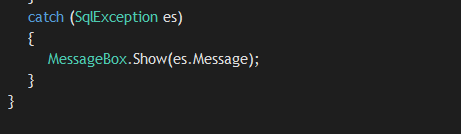 }
catch (SqlException es)
{
MessageBox.Show(es.Message);
}
}